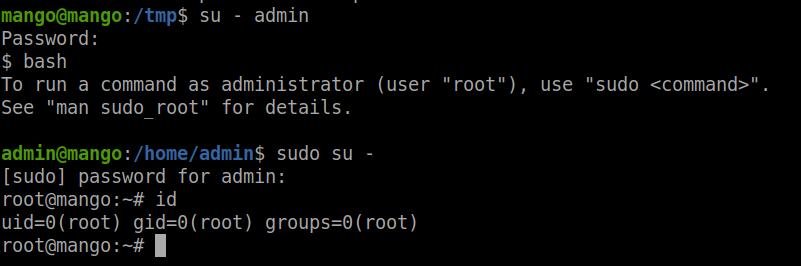 mango@mango:/tmp$ su - admin
Password:
$ bash
To run a command as administrator (user "root"), use "sudo <command>".
See "man sudo_root" for details.
admin@mango:/home/admin$ sudo su -
[sudo] password for admin:
root@mango:~# id
uid=0(root) gid=0(root) groups=0(root)
root@mango:~#